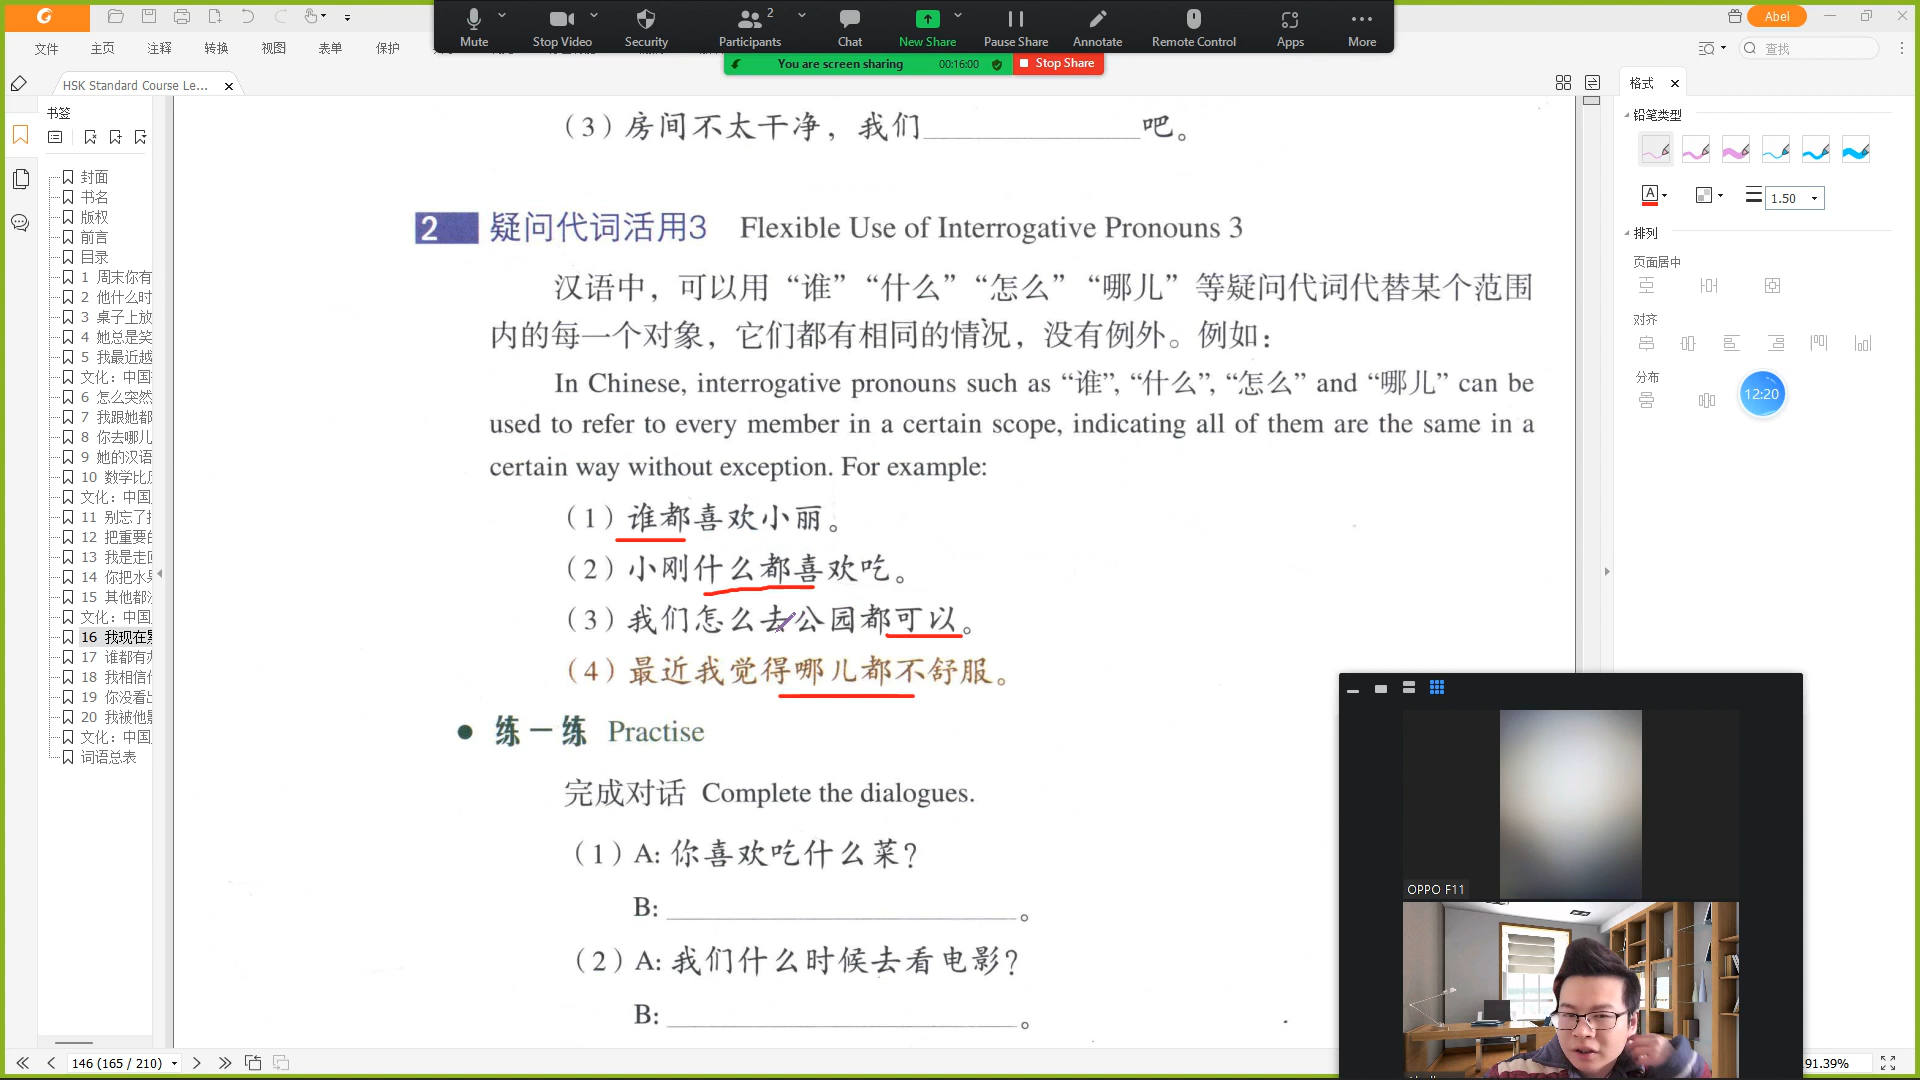 Mute
Stop Video
Security
Participants
2
Chat
New Share
Pause Share
Annotate
Remote Control
Apps
More
You are screen sharing
00:16:00
Stop Share
Abel
文件
主页
注释
转换
视图
表单
保护
查找
HSK Standard Course Le...
书签
封面
书名
版权
前言
目录
1 周末你有
2 他什么时
3 桌子上放
4 她总是笑
5 我最近越
文化：中国
6 怎么突然
7 我跟她都
8 你去哪儿
9 她的汉语
10 数学比
文化：中国
11 别忘了
12 把重要的
13 我是走
14 你把水
15 其他都
文化：中国
16 我现在
17 谁都有
18 我相信
19 你没看
20 我被他
文化：中国
词语总表
（3）房间不太干净，我们____________吧。
2 疑问代词活用3 Flexible Use of Interrogative Pronouns 3
汉语中，可以用“谁”“什么”“怎么”“哪儿”等疑问代词代替某个范围
内的每一个对象，它们都有相同的情况，没有例外。例如：
In Chinese, interrogative pronouns such as “谁”, “什么”, “怎么” and “哪儿” can be
used to refer to every member in a certain scope, indicating all of them are the same in a
certain way without exception. For example:
（1）谁都喜欢小丽。
（2）小刚什么都喜欢吃。
（3）我们怎么去公园都可以。
（4）最近我觉得哪儿都不舒服。
● 练一练 Practise
完成对话 Complete the dialogues.
（1）A: 你喜欢吃什么菜？
B: ____________________。
（2）A: 我们什么时候去看电影？
B: ____________________。
格式
铅笔类型
A
1.50
排列
页面居中
对齐
分布
12:20
OPPO F11
146 (165 / 210)
91.39%